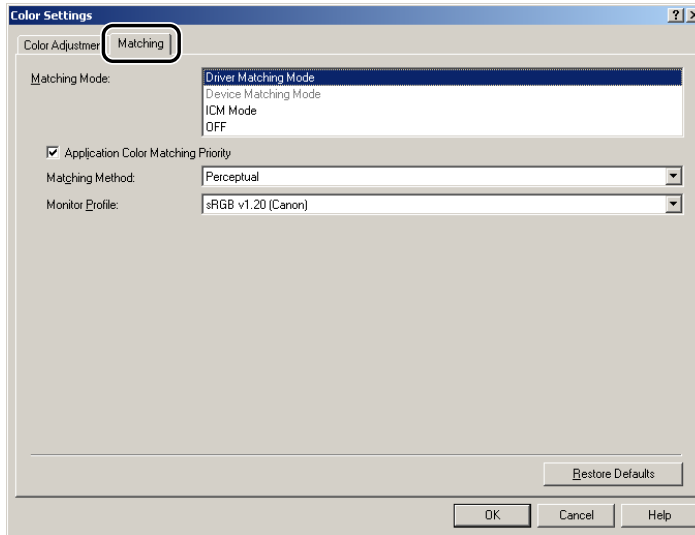 Color Settings
Color Adjustmen Matching
Matching Mode: Driver Matching Mode
Device Matching Mode
ICM Mode
OFF
Application Color Matching Priority
Matching Method: Perceptual
Monitor Profile: sRGB v1.20 (Canon)
Restore Defaults
OK Cancel Help